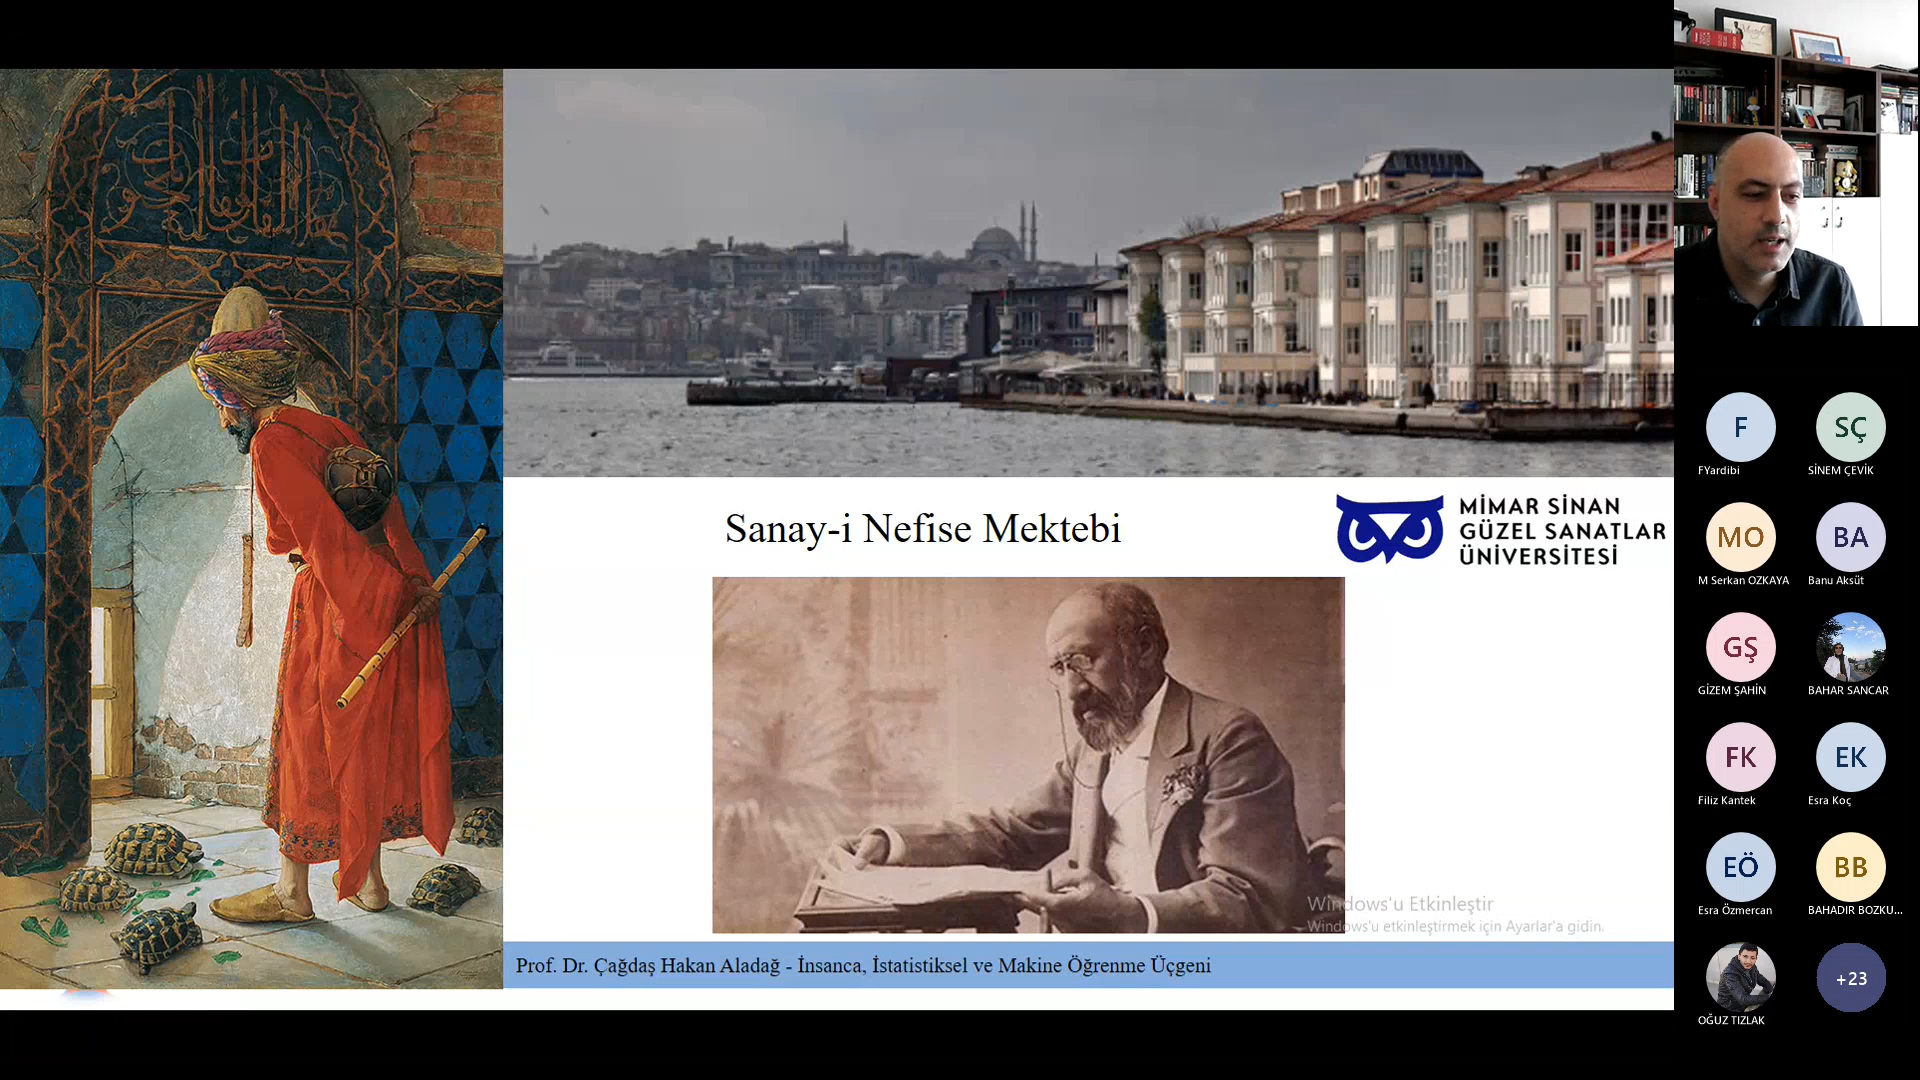 Sanay-i Nefise Mektebi
MİMAR SİNAN
GÜZEL SANATLAR
ÜNİVERSİTESİ
Windows'u Etkinleştir
Windows'u etkinleştirmek için Ayarlar'a gidin.
Prof. Dr. Çağdaş Hakan Aladağ - İnsanca, İstatistiksel ve Makine Öğrenme Üçgeni
F
SÇ
FYardibi
SİNEM ÇEVİK
MO
BA
M Serkan OZKAYA
Banu Aksüt
GŞ
GİZEM ŞAHİN
BAHAR SANCAR
FK
EK
Filiz Kantek
Esra Koç
EÖ
BB
Esra Özmercan
BAHADIR BOZKU...
+23
OĞUZ TIZLAK